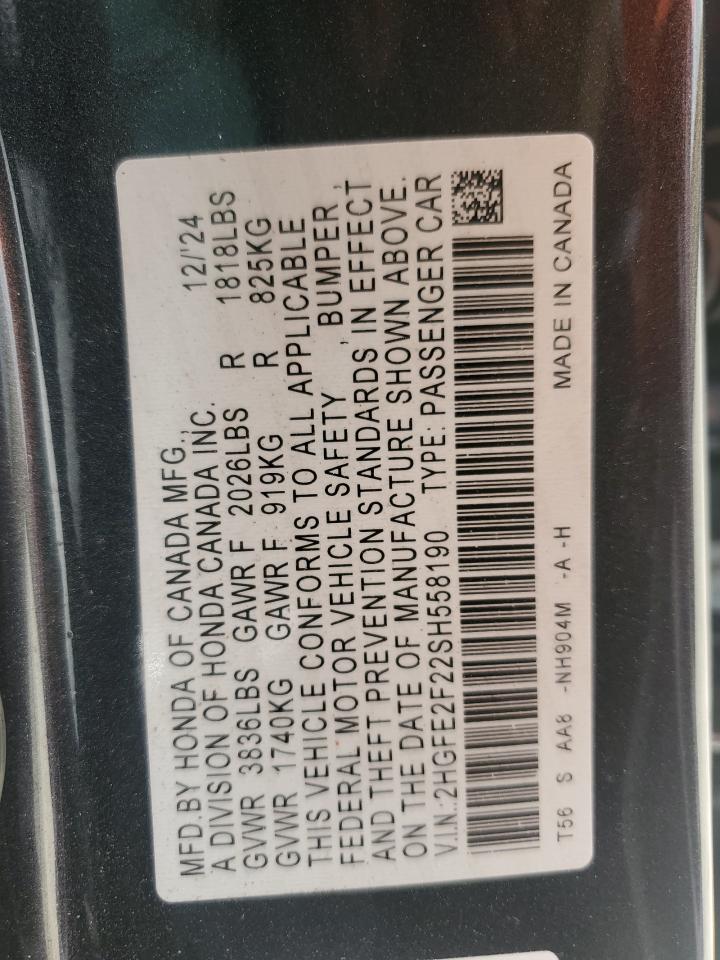 MFD.BY HONDA OF CANADA MFG.,
A DIVISION OF HONDA CANADA INC. 12/'24
GVWR 3836LBS GAWR F 2026LBS R 1818LBS
GVWR 1740KG GAWR F 919KG R 825KG
THIS VEHICLE CONFORMS TO ALL APPLICABLE
FEDERAL MOTOR VEHICLE SAFETY , BUMPER ,
AND THEFT PREVENTION STANDARDS IN EFFECT
ON THE DATE OF MANUFACTURE SHOWN ABOVE.
V.I.N.:2HGFE2F22SH558190 TYPE: PASSENGER CAR
T56 S AA8 -NH904M -A -H MADE IN CANADA